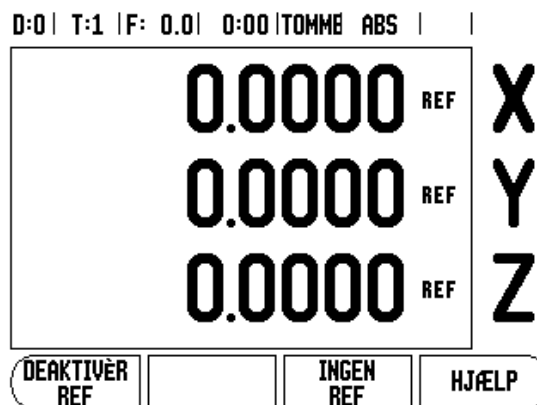 D:0 | T:1 | F: 0.0 | 0:00 | TOMME ABS | |
0.0000 REF X
0.0000 REF Y
0.0000 REF Z
DEAKTIVÈR REF
INGEN REF
HJÆLP